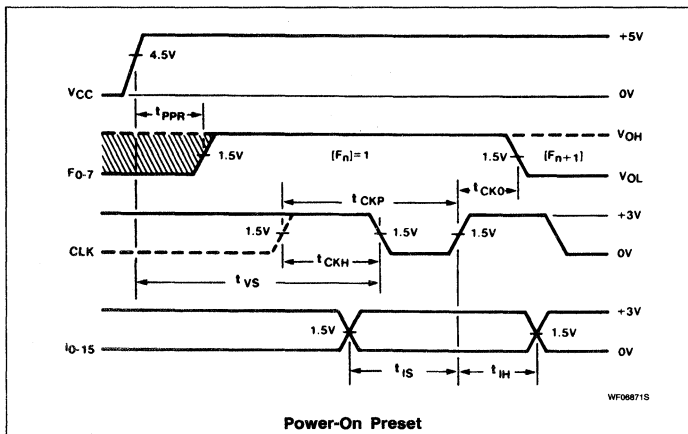 +5V
4.5V
VCC
0V
tPPR
VOH
1.5V [Fn]=1 1.5V [Fn+1]
F0-7
VOL
tCKP tCKO
+3V
1.5V 1.5V 1.5V
CLK
0V
tCKH
tVS
+3V
1.5V 1.5V
I0-15
0V
tIS tIH
WF06871S
Power-On Preset